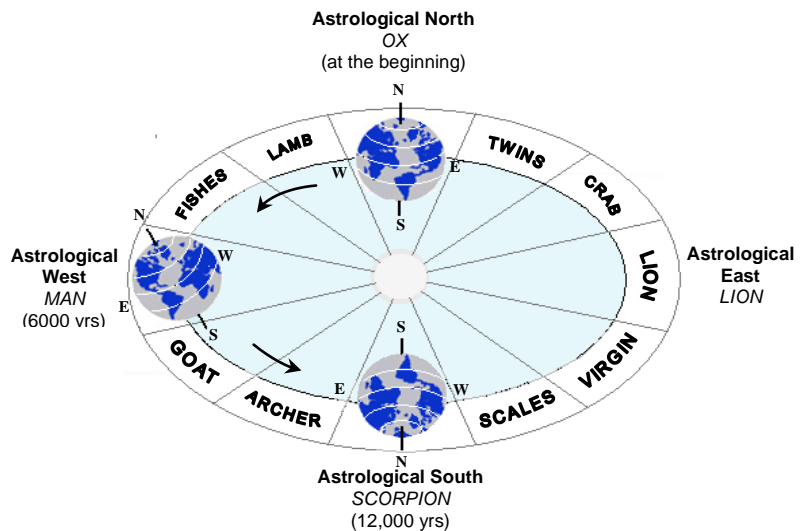 Astrological North
OX
(at the beginning)
N
W
E
S
LAMB
TWINS
FISHES
CRAB
N
W
E
S
Astrological
West
MAN
(6000 vrs)
LION
Astrological
East
LION
GOAT
VIRGIN
ARCHER
SCALES
S
E
W
N
Astrological South
SCORPION
(12,000 yrs)